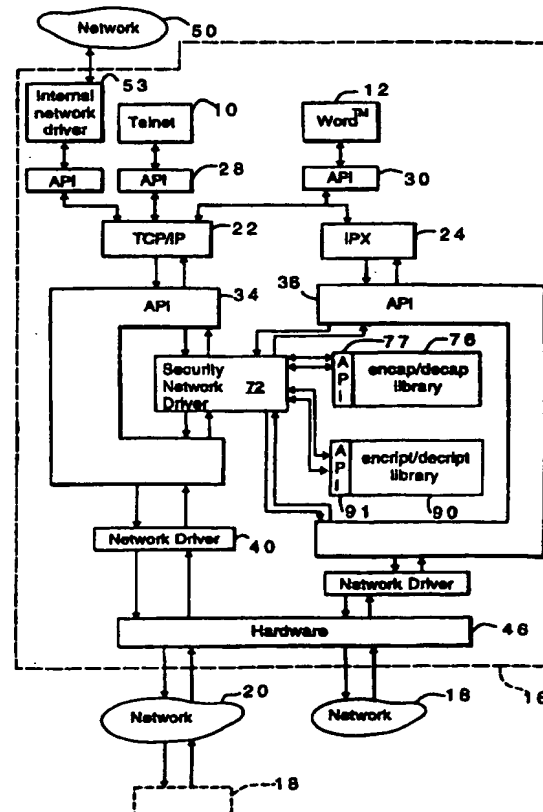 Network 50
53
Internal
network
driver
Telnet 10
12
Word™
API
API 28
API 30
TCP/IP 22
IPX 24
API 34
36 API
77 76
Security
Network
Driver 72
A
P
I
encap/decap
library
A
P
I
encript/decript
library
91 90
Network Driver 40
Network Driver
Hardware 46
16
20
Network
18
Network
18